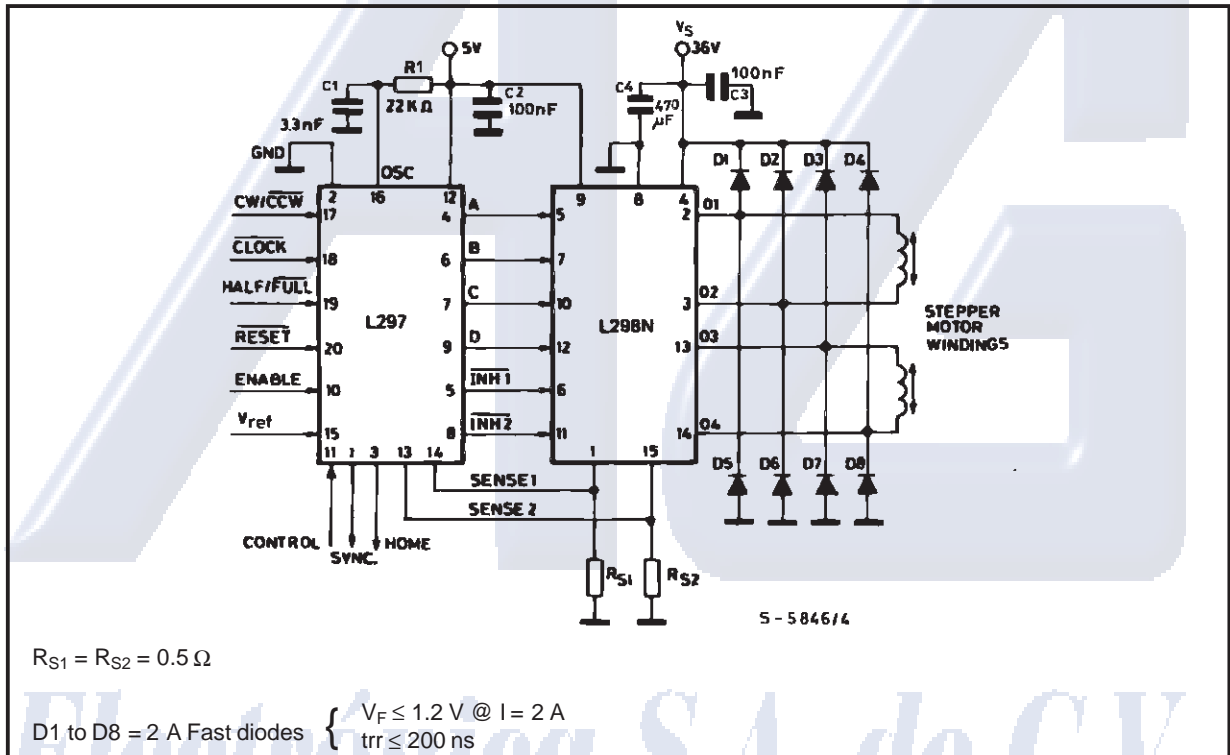 Vs
5V
36V
R1
C1
22KΩ
3.3nF
C2
100nF
C4
470
µF
100nF
C3
GND
OSC
D1 D2 D3 D4
2 16 12
9 8 4
CW/CCW 17
4 A 5
2 O1
CLOCK 18
6 B 7
HALF/FULL 19
7 C 10
3 O2
L297
L298N
STEPPER
MOTOR
WINDINGS
RESET 20
9 D 12
13 O3
ENABLE 10
5 INH1 6
Vref 15
8 INH2 11
14 O4
11 1 3 13 14
1 15
D5 D6 D7 D8
SENSE1
SENSE 2
CONTROL
SYNC.
HOME
RS1
RS2
S-5846/4
RS1 = RS2 = 0.5 Ω
D1 to D8 = 2 A Fast diodes { VF ≤ 1.2 V @ I = 2 A
trr ≤ 200 ns